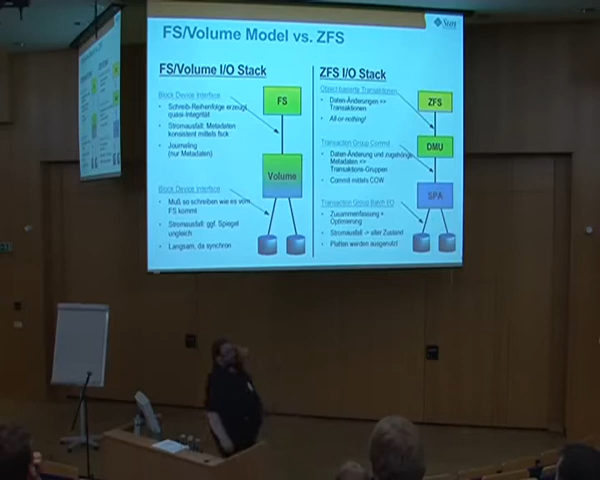 Sun
FS/Volume Model vs. ZFS
FS/Volume I/O Stack
Block Device Interface
Schreib-Reihenfolge erzeugt
quasi-Integrität
Stromausfall: Metadaten
konsistent mittels fsck
Journaling
(nur Metadaten)
FS
Volume
Block Device Interface
Muß so schreiben wie es vom
FS kommt
Stromausfall: ggf. Spiegel
ungleich
Langsam, da synchron
ZFS I/O Stack
Object-basierte Transaktionen
Daten-Änderungen =>
Transaktionen
All-or-nothing!
ZFS
Transaction Group Commit
Daten-Änderung und zugehörige
Metadaten =>
Transaktions-Gruppen
Commit mittels COW
DMU
SPA
Transaction Group Batch I/O
Zusammenfassung +
Optimierung
Stromausfall -> alter Zustand
Platten werden ausgenutzt